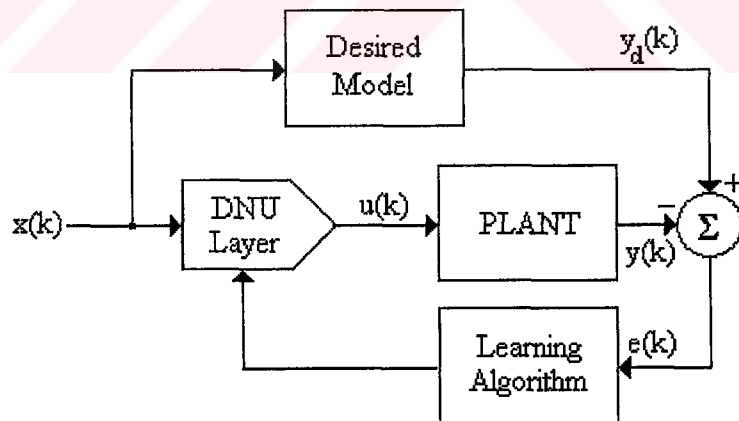 Desired
Model
y_d(k)
+
x(k)
DNU
Layer
u(k)
PLANT
−
y(k)
Σ
Learning
Algorithm
e(k)